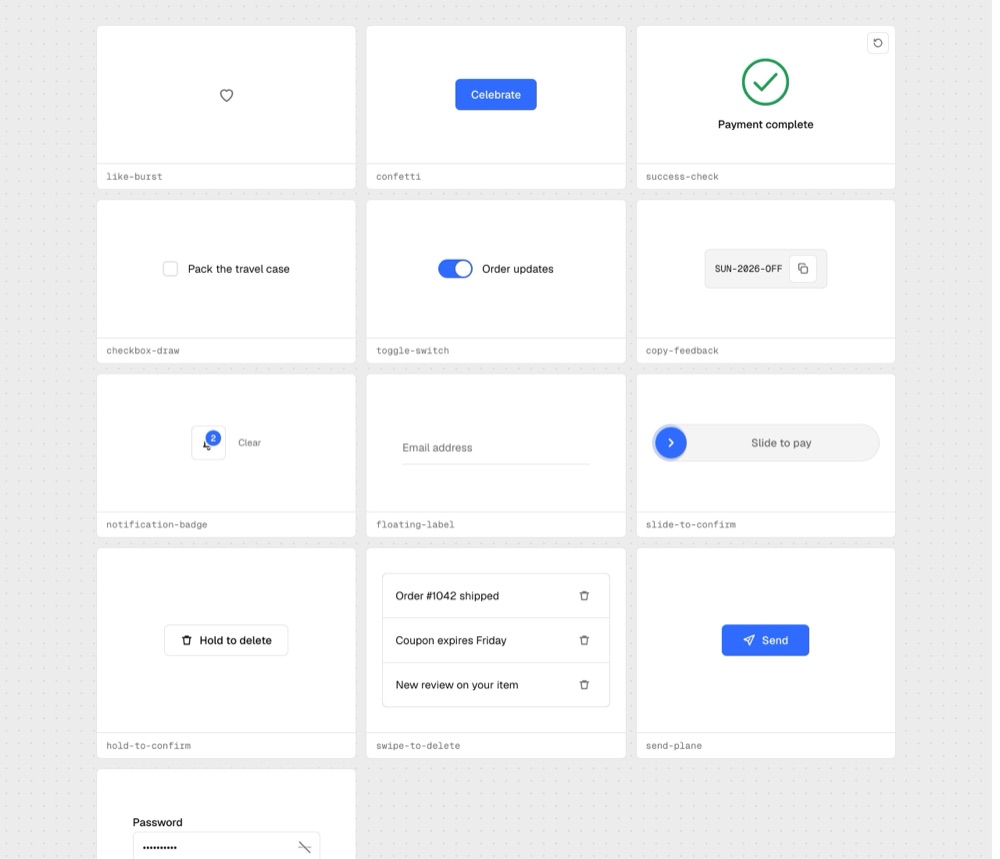 Celebrate
Payment complete
like-burst
confetti
success-check
Pack the travel case
Order updates
SUN-2026-OFF
checkbox-draw
toggle-switch
copy-feedback
2
Clear
Email address
Slide to pay
notification-badge
floating-label
slide-to-confirm
Hold to delete
Order #1042 shipped
Coupon expires Friday
New review on your item
Send
hold-to-confirm
swipe-to-delete
send-plane
Password
••••••••••